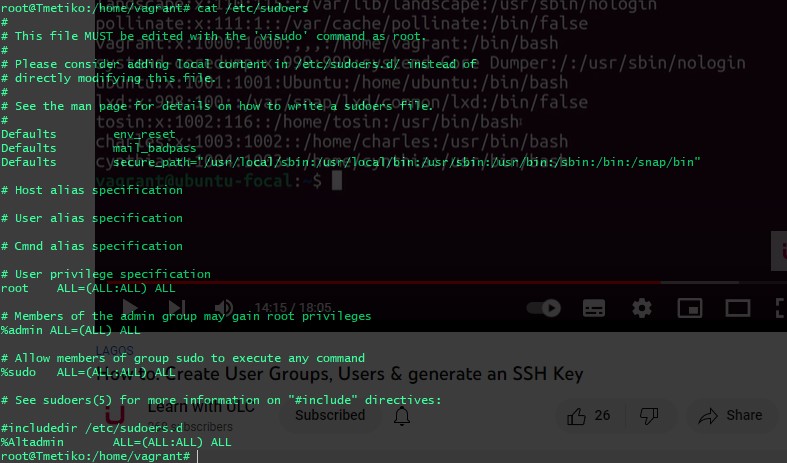 root@Tmetiko:/home/vagrant# cat /etc/sudoers
#
# This file MUST be edited with the 'visudo' command as root.
#
# Please consider adding local content in /etc/sudoers.d/ instead of
# directly modifying this file.
#
# See the man page for details on how to write a sudoers file.
#
Defaults        env_reset
Defaults        mail_badpass
Defaults        secure_path="/usr/local/sbin:/usr/local/bin:/usr/sbin:/usr/bin:/sbin:/bin:/snap/bin"
# Host alias specification
# User alias specification
# Cmnd alias specification
# User privilege specification
root    ALL=(ALL:ALL) ALL
# Members of the admin group may gain root privileges
%admin ALL=(ALL) ALL
# Allow members of group sudo to execute any command
%sudo   ALL=(ALL:ALL) ALL
# See sudoers(5) for more information on "#include" directives:
#includedir /etc/sudoers.d
%Altadmin       ALL=(ALL:ALL) ALL
root@Tmetiko:/home/vagrant#
/var/lib/landscape:/usr/sbin/nologin
pollinate:x:111:1::/var/cache/pollinate:/bin/false
vagrant:x:1000:1000:,,,:/home/vagrant:/bin/bash
Core Dumper:/:/usr/sbin/nologin
ubuntu:x:1001:1001:Ubuntu:/home/ubuntu:/bin/bash
lxd:x:998:100::/var/snap/lxd/common/lxd:/bin/false
tosin:x:1002:116::/home/tosin:/usr/bin/bash
charles:x:1003:1002::/home/charles:/usr/bin/bash
vagrant@ubuntu-focal:~$
14:15 / 18:05
LAGOS
How to: Create User Groups, Users & generate an SSH Key
Learn with OLC
subscribers
Subscribed
26
Share